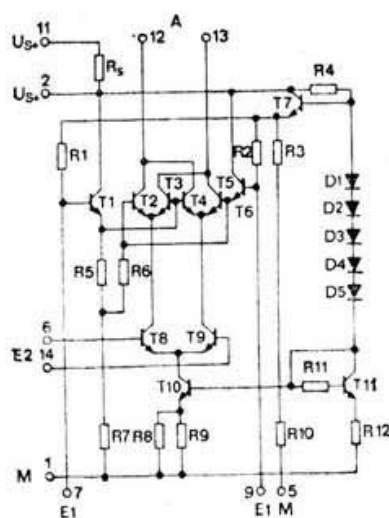 A
11
U_S+
12
13
R_S
2
U_S+
R4
T7
R1
R2
R3
T3
T5
D1
T1
T2
T4
T6
D2
D3
R5
R6
D4
D5
6
T8
T9
E2
14
R11
T10
T11
R7
R8
R9
R10
R12
M
1
7
9
5
E1
E1
M